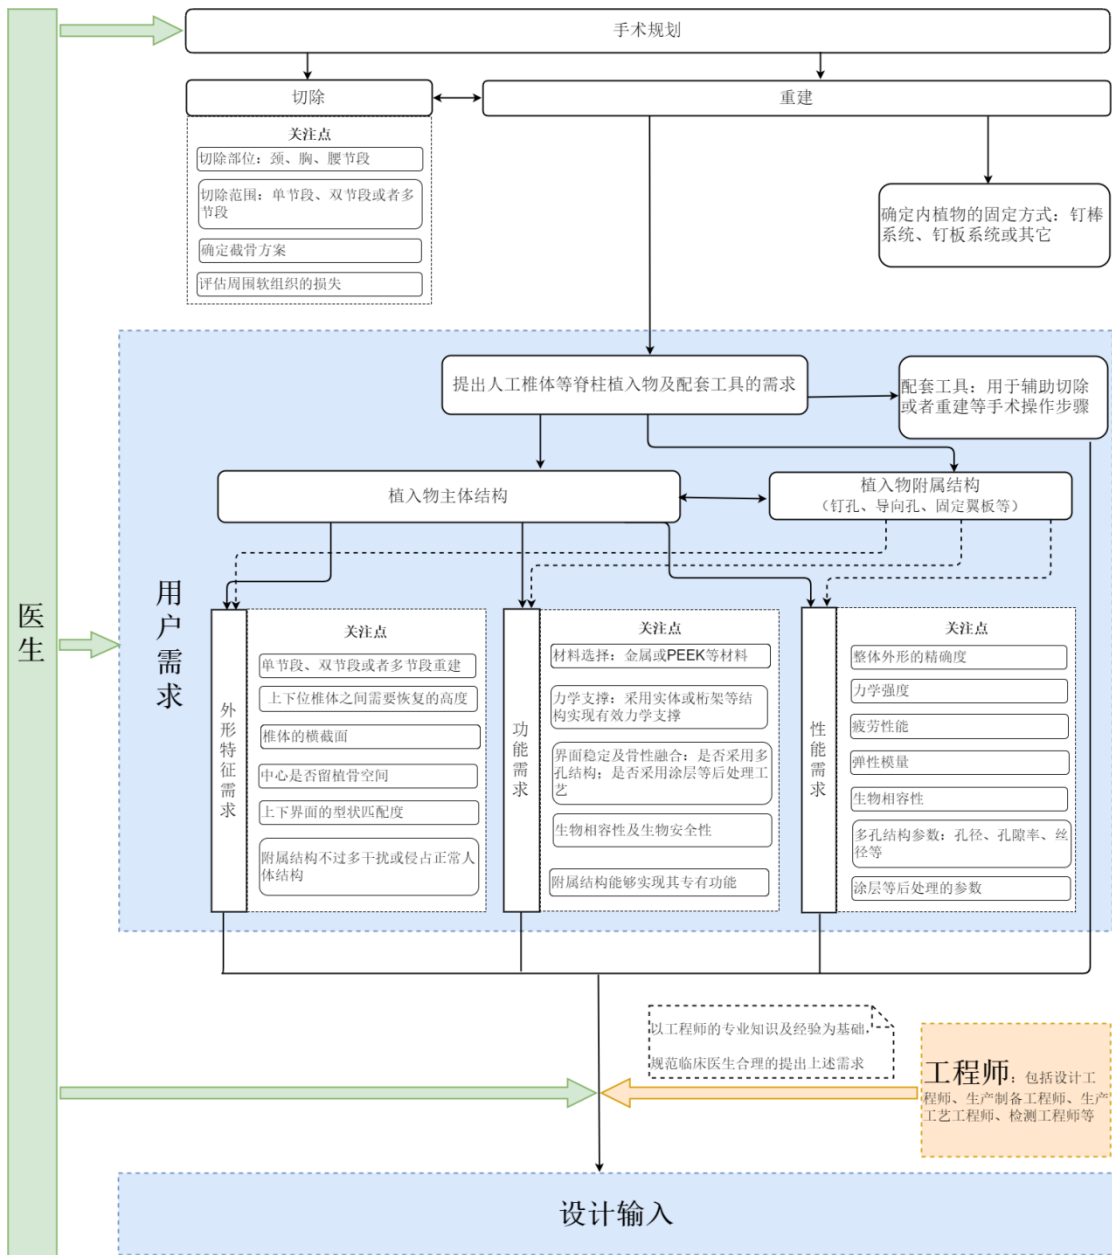 手术规划
切除
重建
关注点
切除部位：颈、胸、腰节段
切除范围：单节段、双节段或者多
节段
确定截骨方案
评估周围软组织的损失
确定内植物的固定方式：钉棒
系统、钉板系统或其它
医
生
用
户
需
求
提出人工椎体等脊柱植入物及配套工具的需求
配套工具：用于辅助切除
或者重建等手术操作步骤
植入物主体结构
植入物附属结构
（钉孔、导向孔、固定翼板等）
外
形
特
征
需
求
关注点
单节段、双节段或者多节段重建
上下位椎体之间需要恢复的高度
椎体的横截面
中心是否留植骨空间
上下界面的型状匹配度
附属结构不过多干扰或侵占正常人
体结构
功
能
需
求
关注点
材料选择：金属或PEEK等材料
力学支撑：采用实体或桁架等结
构实现有效力学支撑
界面稳定及骨性融合：是否采用多
孔结构；是否采用涂层等后处理工
艺
生物相容性及生物安全性
附属结构能够实现其专有功能
性
能
需
求
关注点
整体外形的精确度
力学强度
疲劳性能
弹性模量
生物相容性
多孔结构参数：孔径、孔隙率、丝
径等
涂层等后处理的参数
以工程师的专业知识及经验为基础，
规范临床医生合理的提出上述需求
工程师：包括设计工
程师、生产制备工程师、生产
工艺工程师、检测工程师等
设计输入